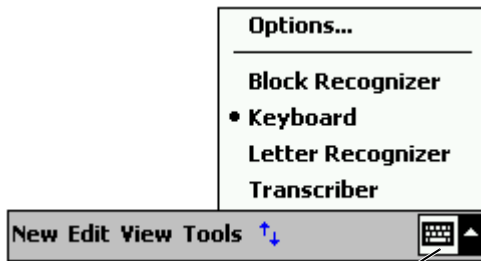 Options...
Block Recognizer
Keyboard
Letter Recognizer
Transcriber
New Edit View Tools